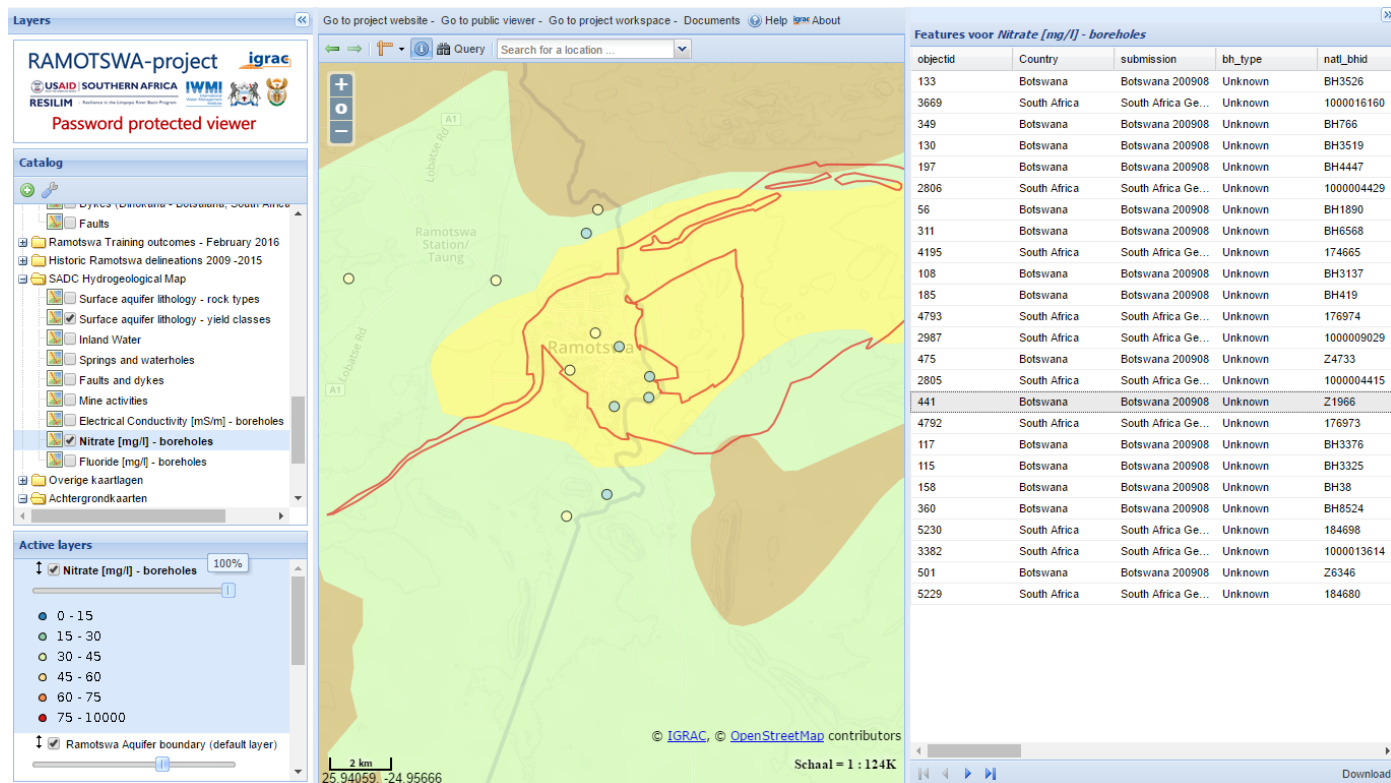 Layers
RAMOTSWA-project igrac
USAID SOUTHERN AFRICA IWMI
RESILIM - Resilience in the Limpopo River Basin Program
Password protected viewer
Catalog
Faults
Ramotswa Training outcomes - February 2016
Historic Ramotswa delineations 2009 -2015
SADC Hydrogeological Map
Surface aquifer lithology - rock types
Surface aquifer lithology - yield classes
Inland Water
Springs and waterholes
Faults and dykes
Mine activities
Electrical Conductivity [mS/m] - boreholes
Nitrate [mg/l] - boreholes
Fluoride [mg/l] - boreholes
Overige kaartlagen
Achtergrondkaarten
Active layers
100%
Nitrate [mg/l] - boreholes
0 - 15
15 - 30
30 - 45
45 - 60
60 - 75
75 - 10000
Ramotswa Aquifer boundary (default layer)
Go to project website - Go to public viewer - Go to project workspace - Documents Help igrac About
Query Search for a location ...
A1
Lobatse Rd
Ramotswa
Station/
Taung
Ramotswa
Lobatse Rd
A1
© IGRAC, © OpenStreetMap contributors
2 km
Schaal = 1 : 124K
25.94059, -24.95666
Features voor Nitrate [mg/l] - boreholes
objectid Country submission bh_type natl_bhid
133 Botswana Botswana 200908 Unknown BH3526
3669 South Africa South Africa Ge... Unknown 1000016160
349 Botswana Botswana 200908 Unknown BH766
130 Botswana Botswana 200908 Unknown BH3519
197 Botswana Botswana 200908 Unknown BH4447
2806 South Africa South Africa Ge... Unknown 1000004429
56 Botswana Botswana 200908 Unknown BH1890
311 Botswana Botswana 200908 Unknown BH6568
4195 South Africa South Africa Ge... Unknown 174665
108 Botswana Botswana 200908 Unknown BH3137
185 Botswana Botswana 200908 Unknown BH419
4793 South Africa South Africa Ge... Unknown 176974
2987 South Africa South Africa Ge... Unknown 1000009029
475 Botswana Botswana 200908 Unknown Z4733
2805 South Africa South Africa Ge... Unknown 1000004415
441 Botswana Botswana 200908 Unknown Z1966
4792 South Africa South Africa Ge... Unknown 176973
117 Botswana Botswana 200908 Unknown BH3376
115 Botswana Botswana 200908 Unknown BH3325
158 Botswana Botswana 200908 Unknown BH38
360 Botswana Botswana 200908 Unknown BH8524
5230 South Africa South Africa Ge... Unknown 184698
3382 South Africa South Africa Ge... Unknown 1000013614
501 Botswana Botswana 200908 Unknown Z6346
5229 South Africa South Africa Ge... Unknown 184680
Download